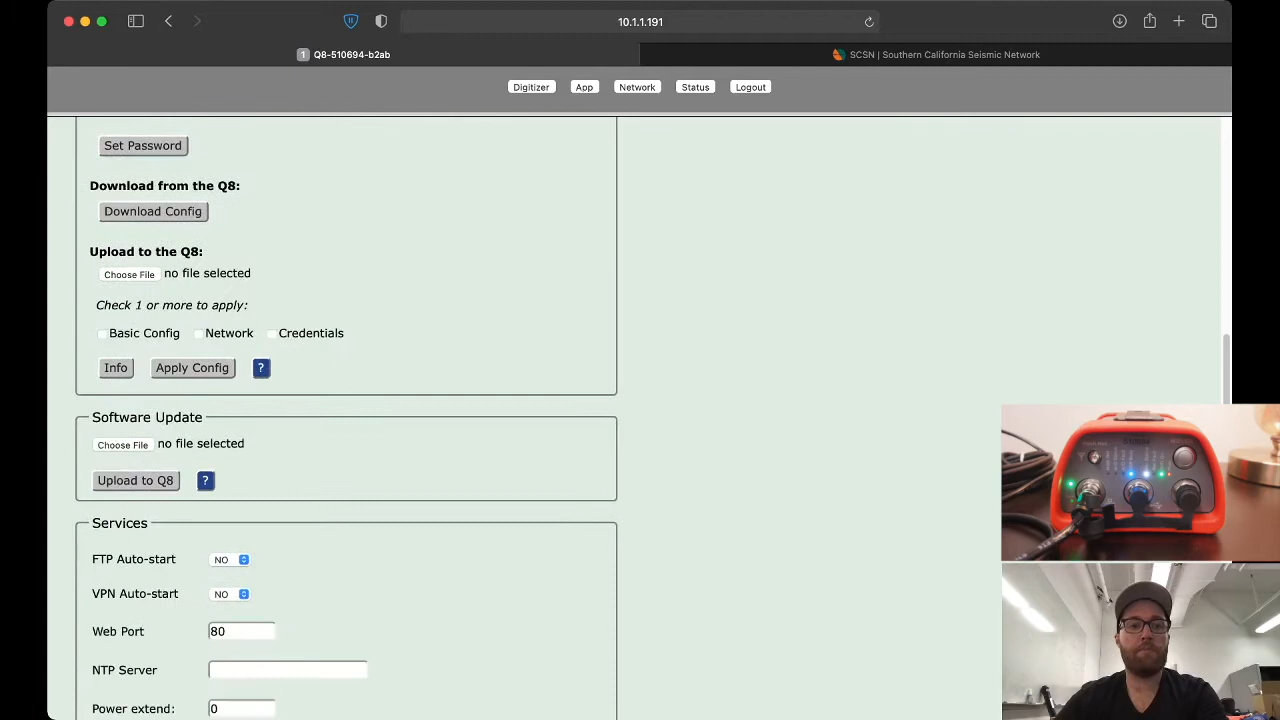 10.1.1.191
1 Q8-510694-b2ab
SCSN | Southern California Seismic Network
Digitizer App Network Status Logout
Set Password
Download from the Q8:
Download Config
Upload to the Q8:
Choose File no file selected
Check 1 or more to apply:
Basic Config Network Credentials
Info Apply Config ?
Software Update
Choose File no file selected
Upload to Q8 ?
Services
FTP Auto-start NO
VPN Auto-start NO
Web Port 80
NTP Server
Power extend: 0